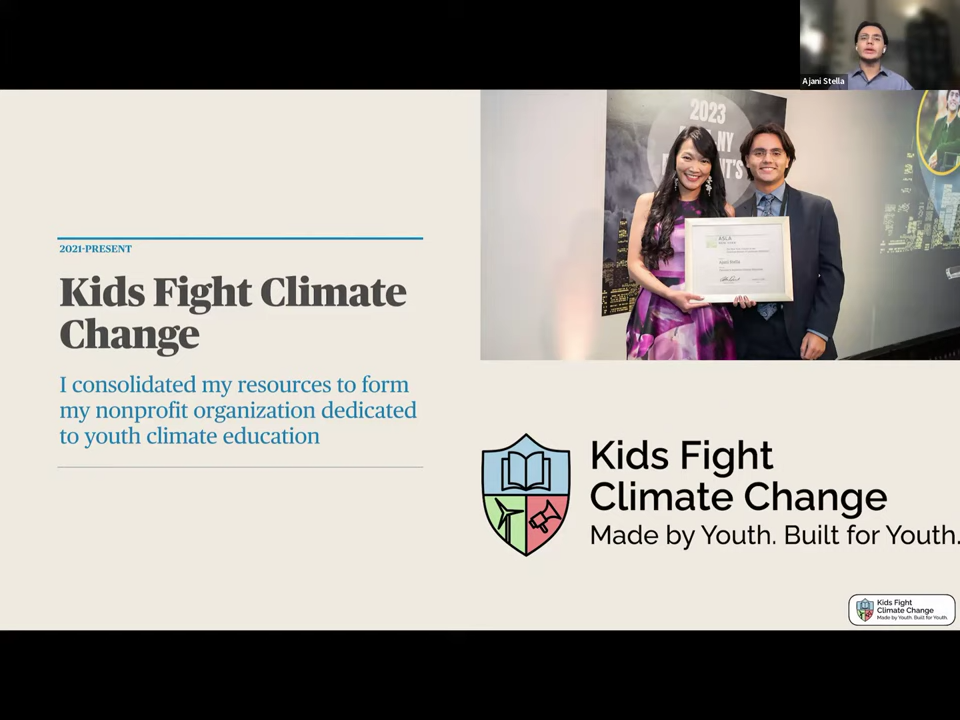 Ajani Stella
2023
2021-PRESENT
Kids Fight Climate
Change
I consolidated my resources to form
my nonprofit organization dedicated
to youth climate education
ASLA
Kids Fight
Climate Change
Made by Youth. Built for Youth.
Kids Fight
Climate Change
Made by Youth. Built for Youth.